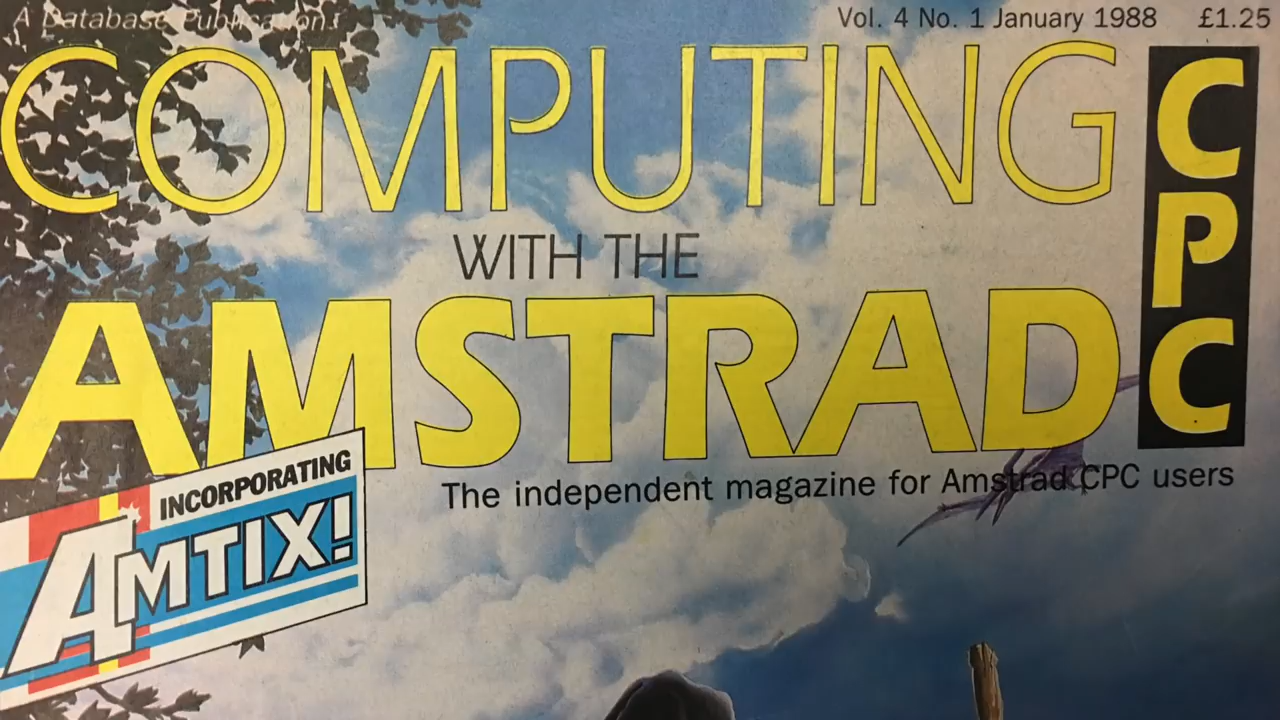 A Database Publication
Vol. 4 No. 1 January 1988 £1.25
COMPUTING
WITH THE
AMSTRAD
CPC
The independent magazine for Amstrad CPC users
INCORPORATING
AMTIX!